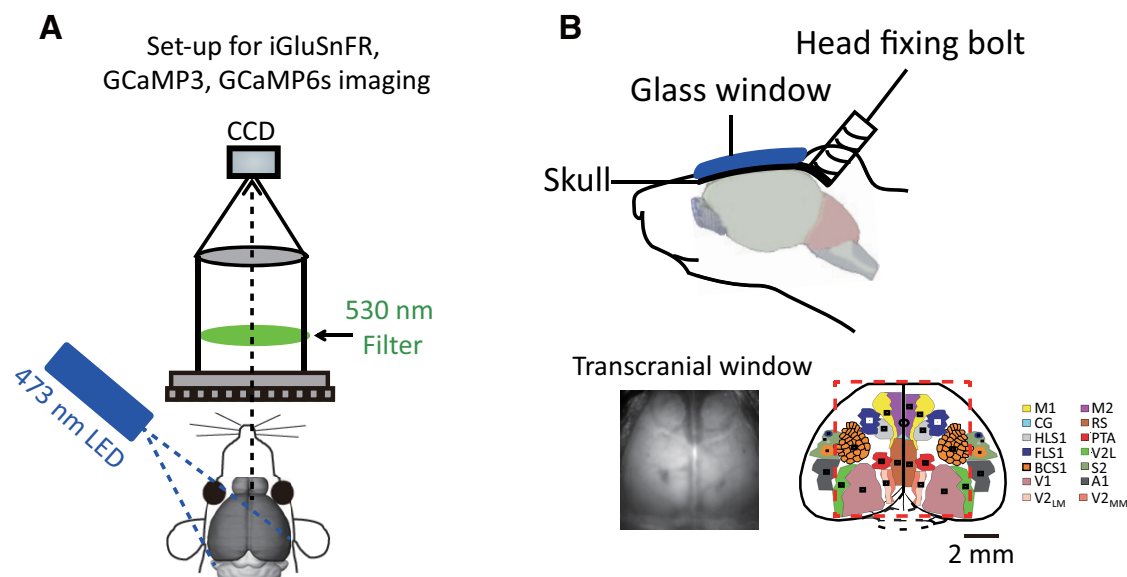 A
Set-up for iGluSnFR,
GCaMP3, GCaMP6s imaging
CCD
530 nm
Filter
473 nm LED
B
Head fixing bolt
Glass window
Skull
Transcranial window
M1 M2
CG RS
HLS1 PTA
FLS1 V2L
BCS1 S2
V1 A1
V2LM V2MM
2 mm